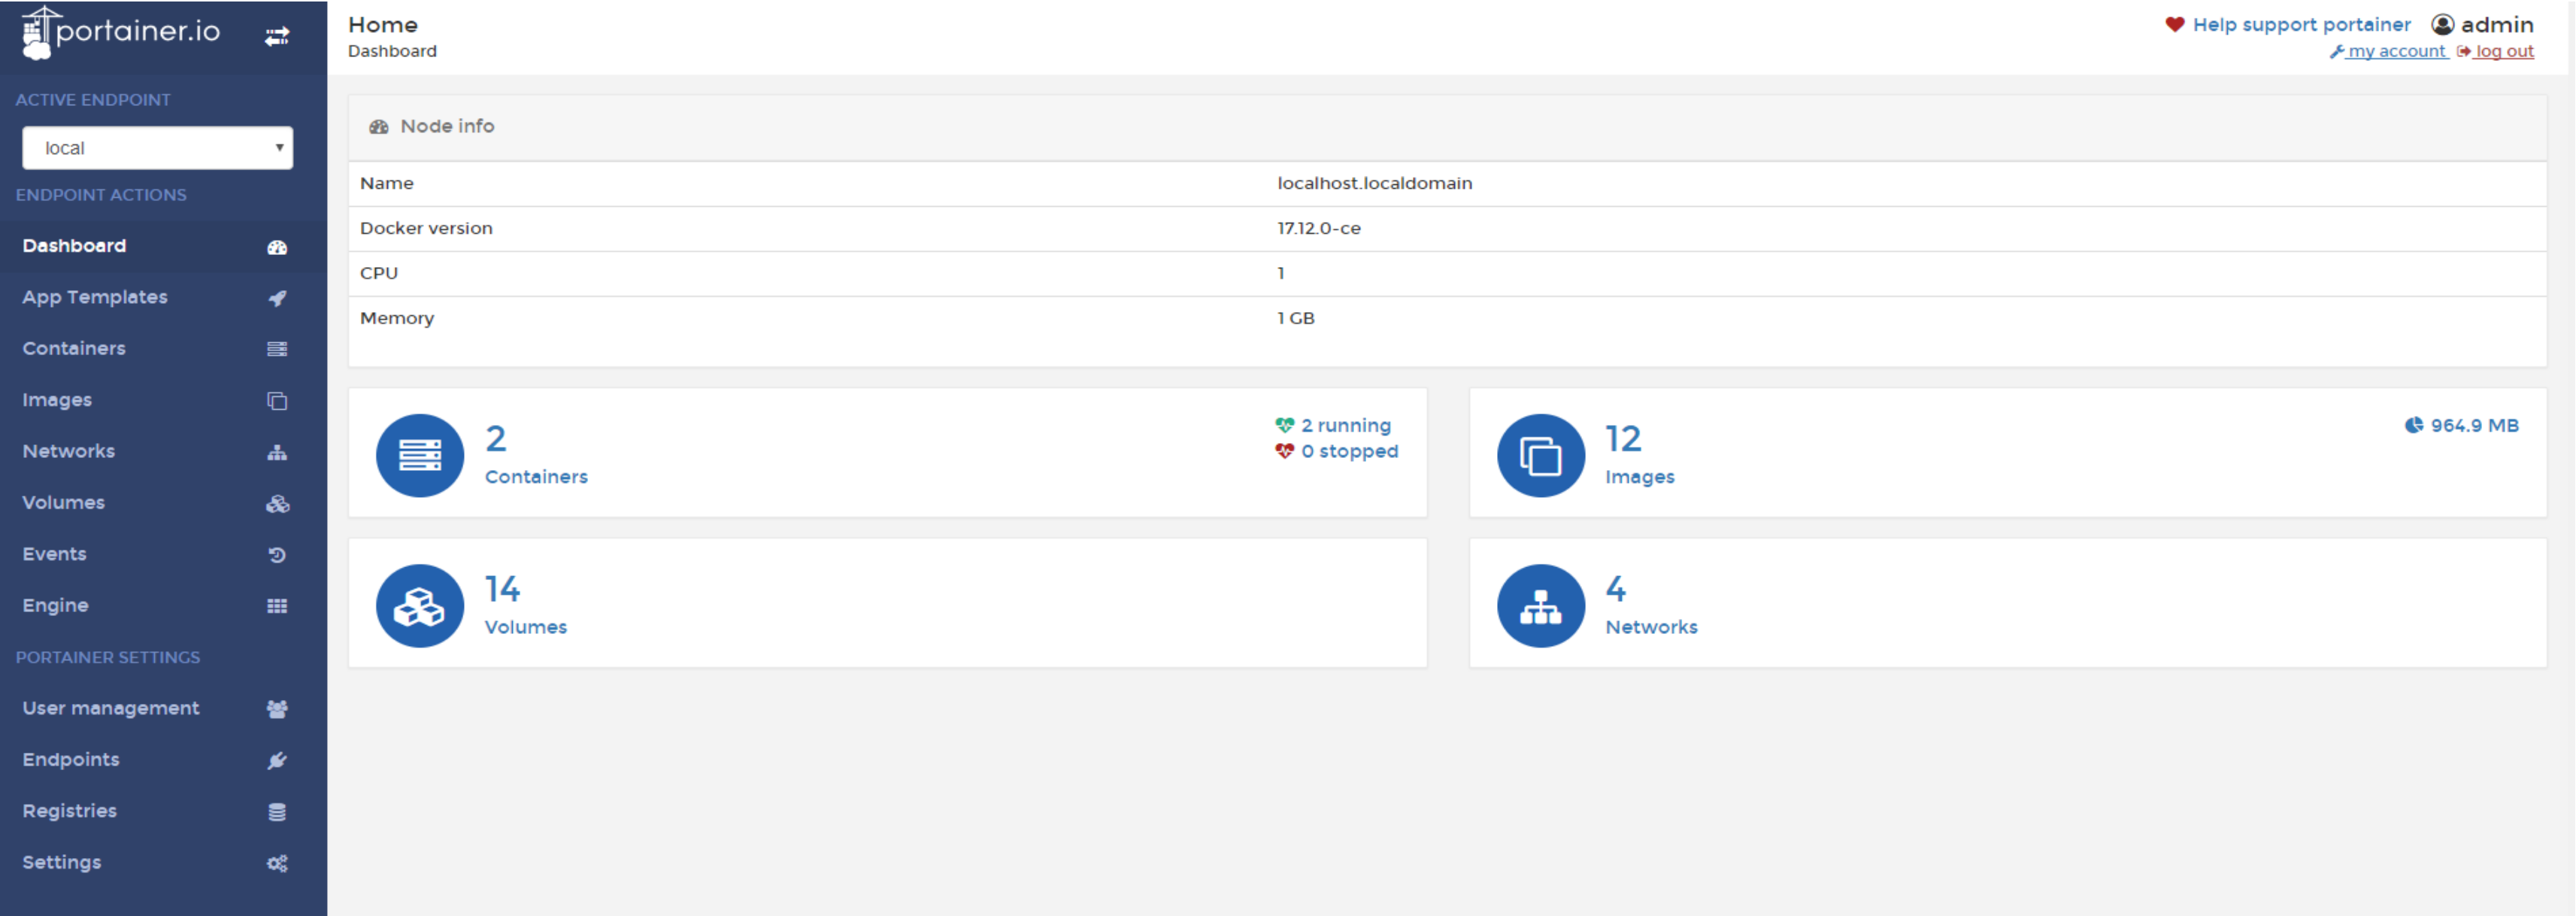 portainer.io
ACTIVE ENDPOINT
local
ENDPOINT ACTIONS
Dashboard
App Templates
Containers
Images
Networks
Volumes
Events
Engine
PORTAINER SETTINGS
User management
Endpoints
Registries
Settings
Home
Dashboard
Help support portainer admin
my account log out
Node info
Name localhost.localdomain
Docker version 17.12.0-ce
CPU 1
Memory 1 GB
2
Containers
2 running
0 stopped
12
Images
964.9 MB
14
Volumes
4
Networks